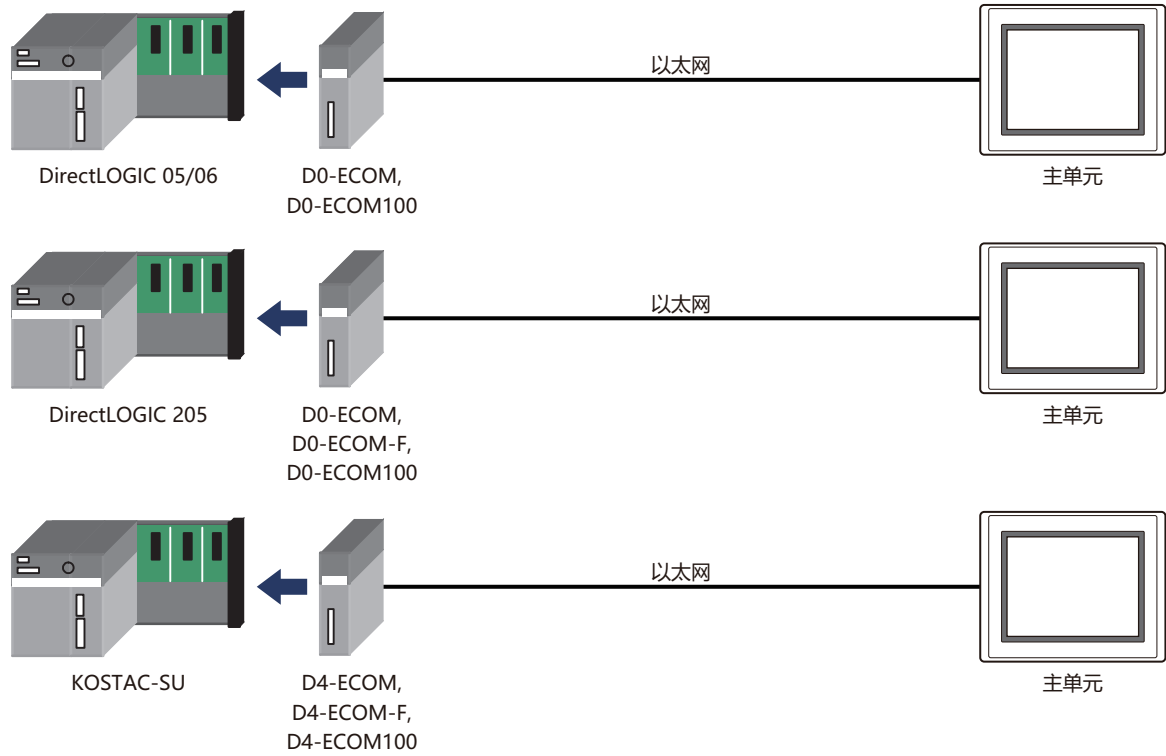 以太网
DirectLOGIC 05/06
D0-ECOM,
D0-ECOM100
主单元
以太网
DirectLOGIC 205
D0-ECOM,
D0-ECOM-F,
D0-ECOM100
主单元
以太网
KOSTAC-SU
D4-ECOM,
D4-ECOM-F,
D4-ECOM100
主单元